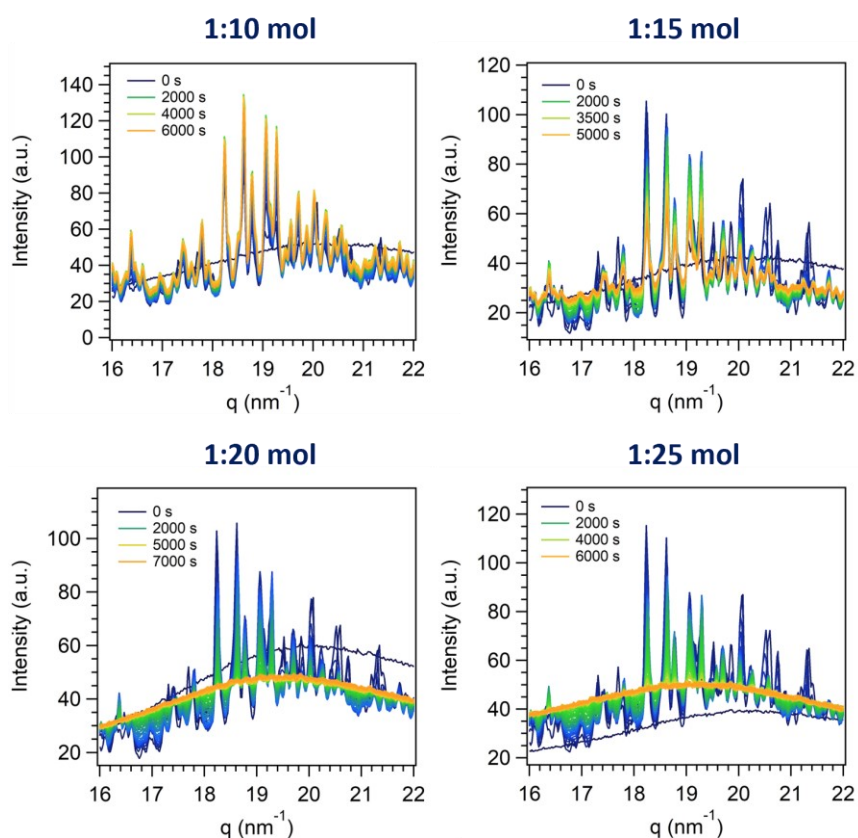 1:10 mol
1:15 mol
Intensity (a.u.)
140
120
100
80
60
40
20
0
0 s
2000 s
4000 s
6000 s
16 17 18 19 20 21 22
q (nm⁻¹)
Intensity (a.u.)
120
100
80
60
40
20
0 s
2000 s
3500 s
5000 s
16 17 18 19 20 21 22
q (nm⁻¹)
1:20 mol
1:25 mol
Intensity (a.u.)
100
80
60
40
20
0 s
2000 s
5000 s
7000 s
16 17 18 19 20 21 22
q (nm⁻¹)
Intensity (a.u.)
120
100
80
60
40
20
0 s
2000 s
4000 s
6000 s
16 17 18 19 20 21 22
q (nm⁻¹)